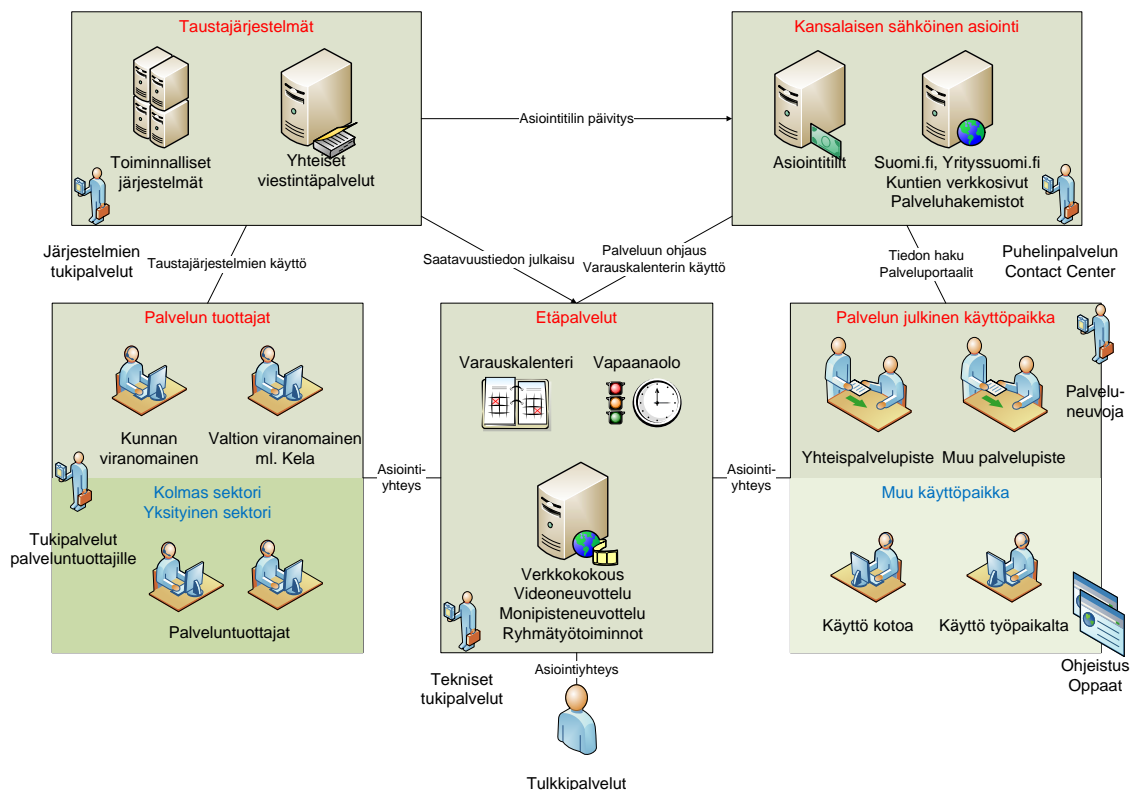 Taustajärjestelmät
Toiminnalliset
järjestelmät
Yhteiset
viestintäpalvelut
Järjestelmien
tukipalvelut
Asiointitilin päivitys
Kansalaisen sähköinen asiointi
Asiointitilit
Suomi.fi, Yrityssuomi.fi
Kuntien verkkosivut
Palveluhakemistot
Puhelinpalvelun
Contact Center
Taustajärjestelmien käyttö
Saatavuustiedon julkaisu
Palveluun ohjaus
Varauskalenterin käyttö
Tiedon haku
Palveluportaalit
Palvelun tuottajat
Kunnan
viranomainen
Valtion viranomainen
ml. Kela
Kolmas sektori
Yksityinen sektori
Tukipalvelut
palveluntuottajille
Palveluntuottajat
Asiointi-
yhteys
Etäpalvelut
Varauskalenteri
Vapaanaolo
Verkkokokous
Videoneuvottelu
Monipisteneuvottelu
Ryhmätyötoiminnot
Tekniset
tukipalvelut
Asiointiyhteys
Tulkkipalvelut
Asiointi-
yhteys
Palvelun julkinen käyttöpaikka
Palvelu-
neuvoja
Yhteispalvelupiste
Muu palvelupiste
Muu käyttöpaikka
Käyttö kotoa
Käyttö työpaikalta
Ohjeistus
Oppaat